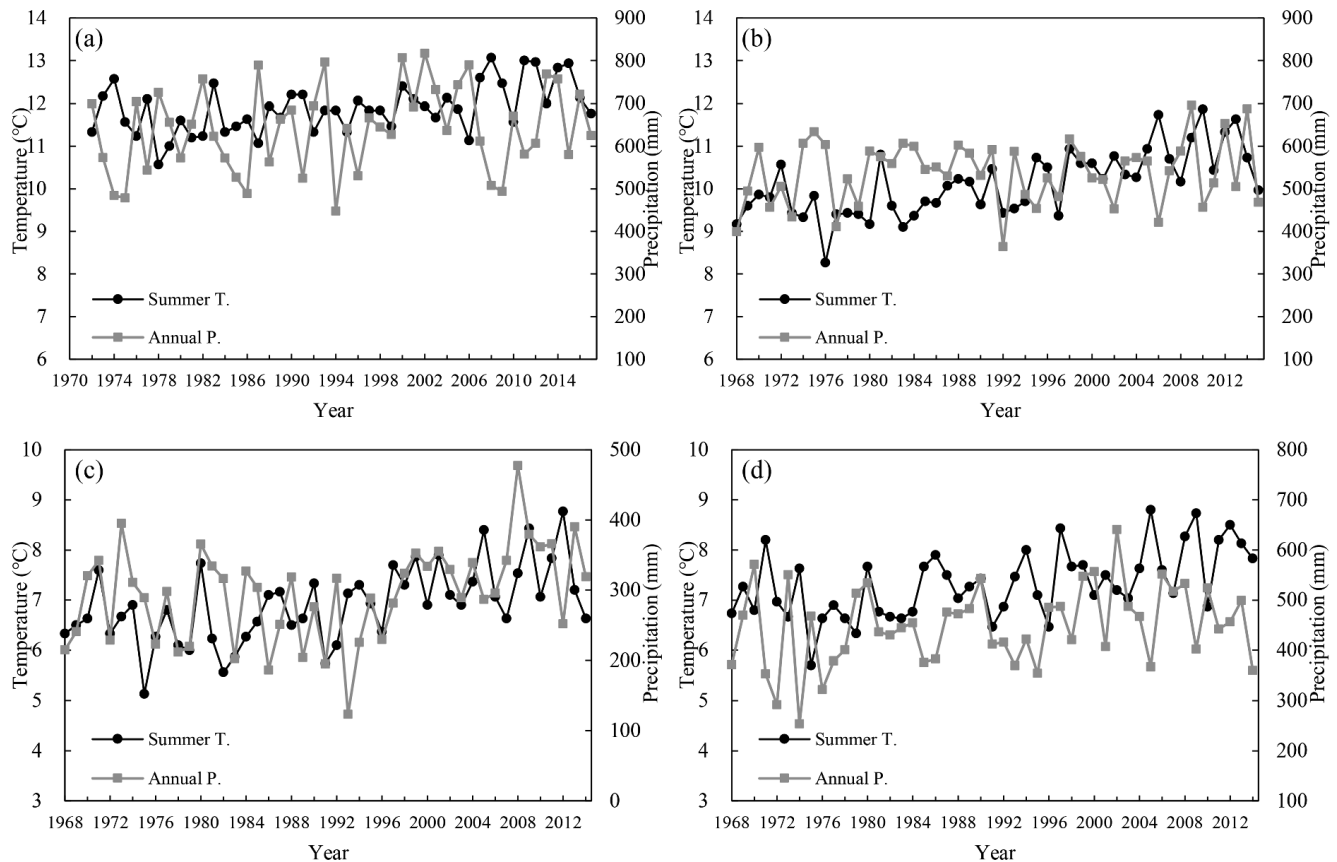 (a)
14
13
12
11
10
9
8
7
6
Temperature (°C)
900
800
700
600
500
400
300
200
100
Precipitation (mm)
Summer T.
Annual P.
1970 1974 1978 1982 1986 1990 1994 1998 2002 2006 2010 2014
Year
(b)
14
13
12
11
10
9
8
7
6
Temperature (°C)
900
800
700
600
500
400
300
200
100
Precipitation (mm)
Summer T.
Annual P.
1968 1972 1976 1980 1984 1988 1992 1996 2000 2004 2008 2012
Year
(c)
10
9
8
7
6
5
4
3
Temperature (°C)
500
400
300
200
100
0
Precipitation (mm)
Summer T.
Annual P.
1968 1972 1976 1980 1984 1988 1992 1996 2000 2004 2008 2012
Year
(d)
10
9
8
7
6
5
4
3
Temperature (°C)
800
700
600
500
400
300
200
100
Precipitation (mm)
Summer T.
Annual P.
1968 1972 1976 1980 1984 1988 1992 1996 2000 2004 2008 2012
Year